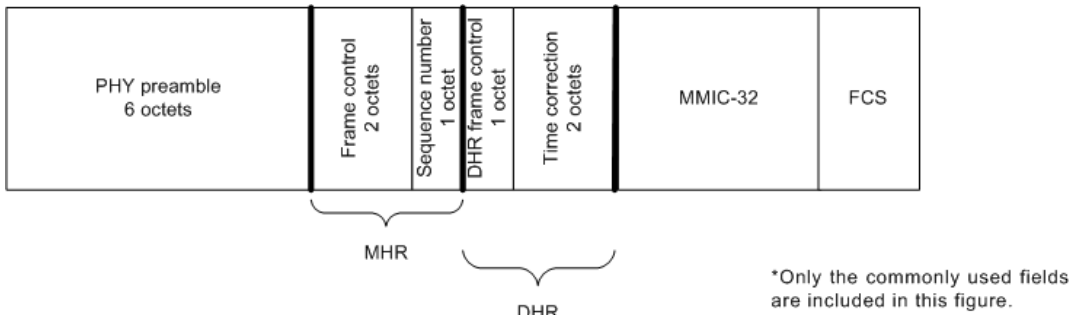 PHY preamble
6 octets
Frame control
2 octets
Sequence number
1 octet
DHR frame control
1 octet
Time correction
2 octets
MMIC-32
FCS
MHR
DHR
*Only the commonly used fields
are included in this figure.